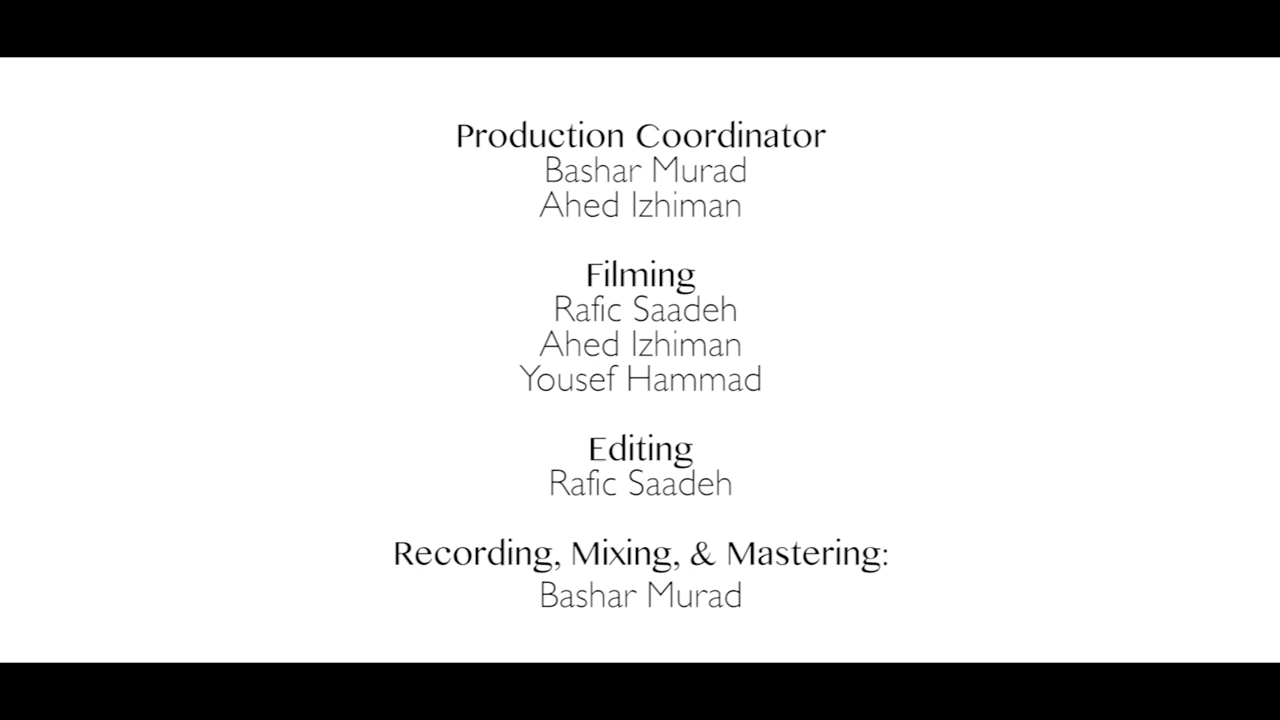 Production Coordinator
Bashar Murad
Ahed Izhiman
Filming
Rafic Saadeh
Ahed Izhiman
Yousef Hammad
Editing
Rafic Saadeh
Recording, Mixing, & Mastering:
Bashar Murad